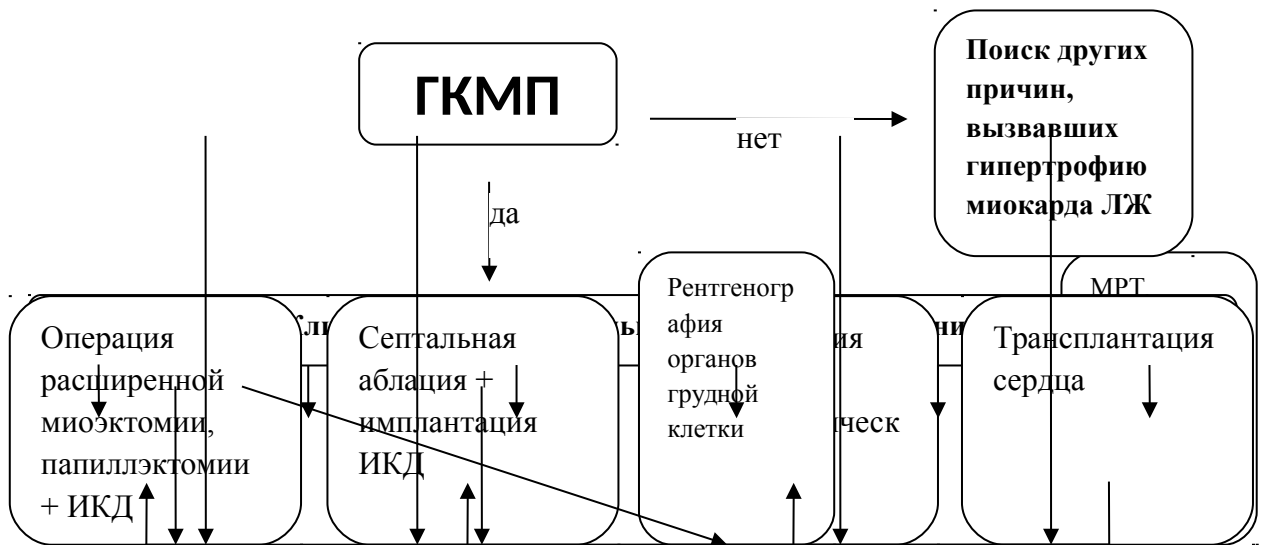 ГКМП
нет
да
Поиск других
причин,
вызвавших
гипертрофию
миокарда ЛЖ
МРТ
Операция
расширенной
миоэктомии,
папиллэктомии
+ ИКД
Септальная
аблация +
имплантация
ИКД
Рентгеногр
афия
органов
грудной
клетки
Трансплантация
сердца